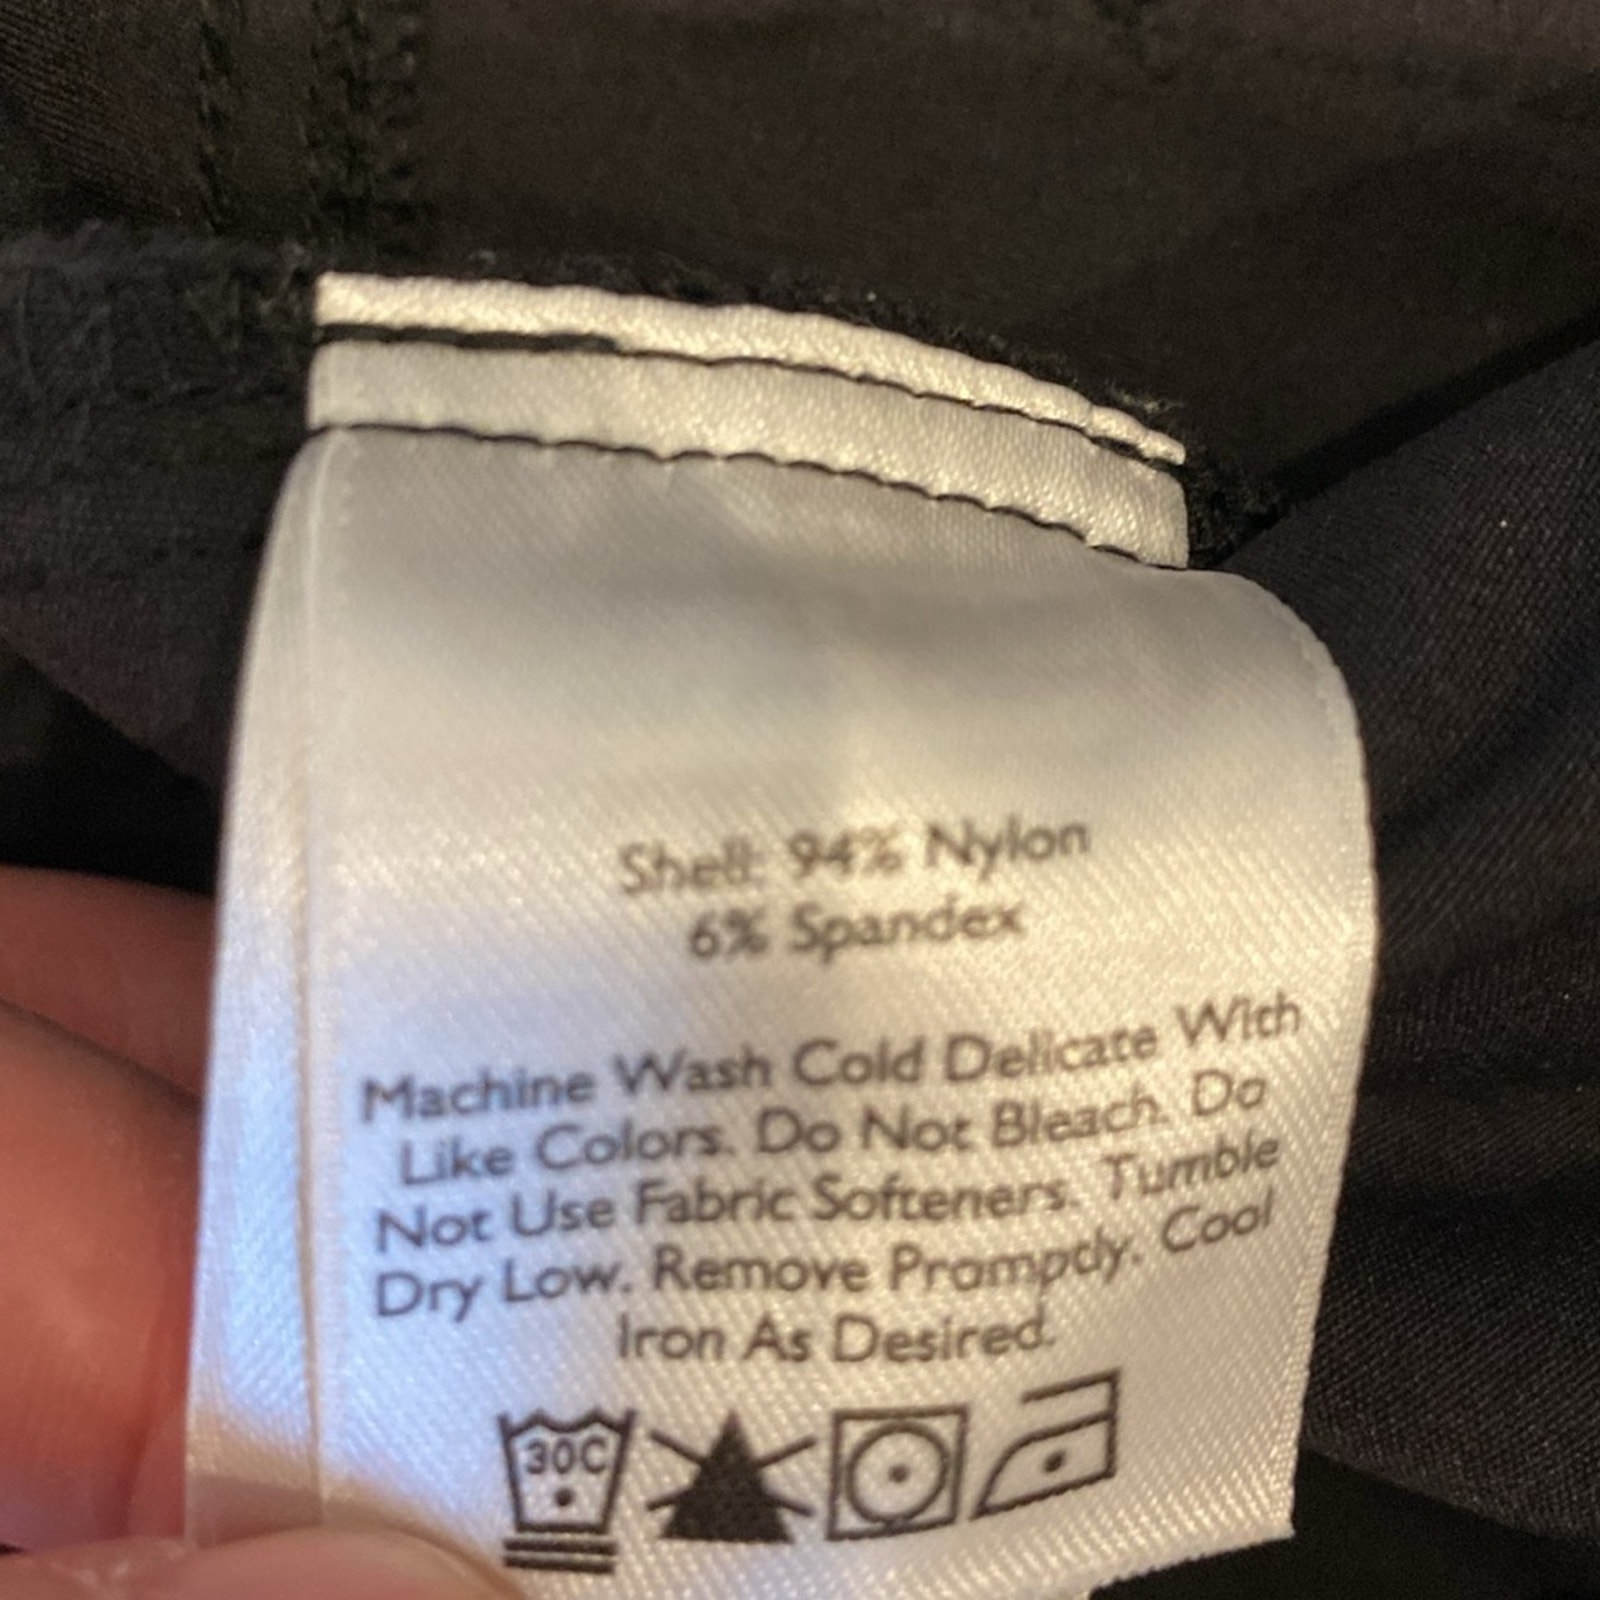 Shell: 94% Nylon
6% Spandex
Machine Wash Cold Delicate With
Like Colors. Do Not Bleach. Do
Not Use Fabric Softeners. Tumble
Dry Low. Remove Promptly. Cool
Iron As Desired.
30C